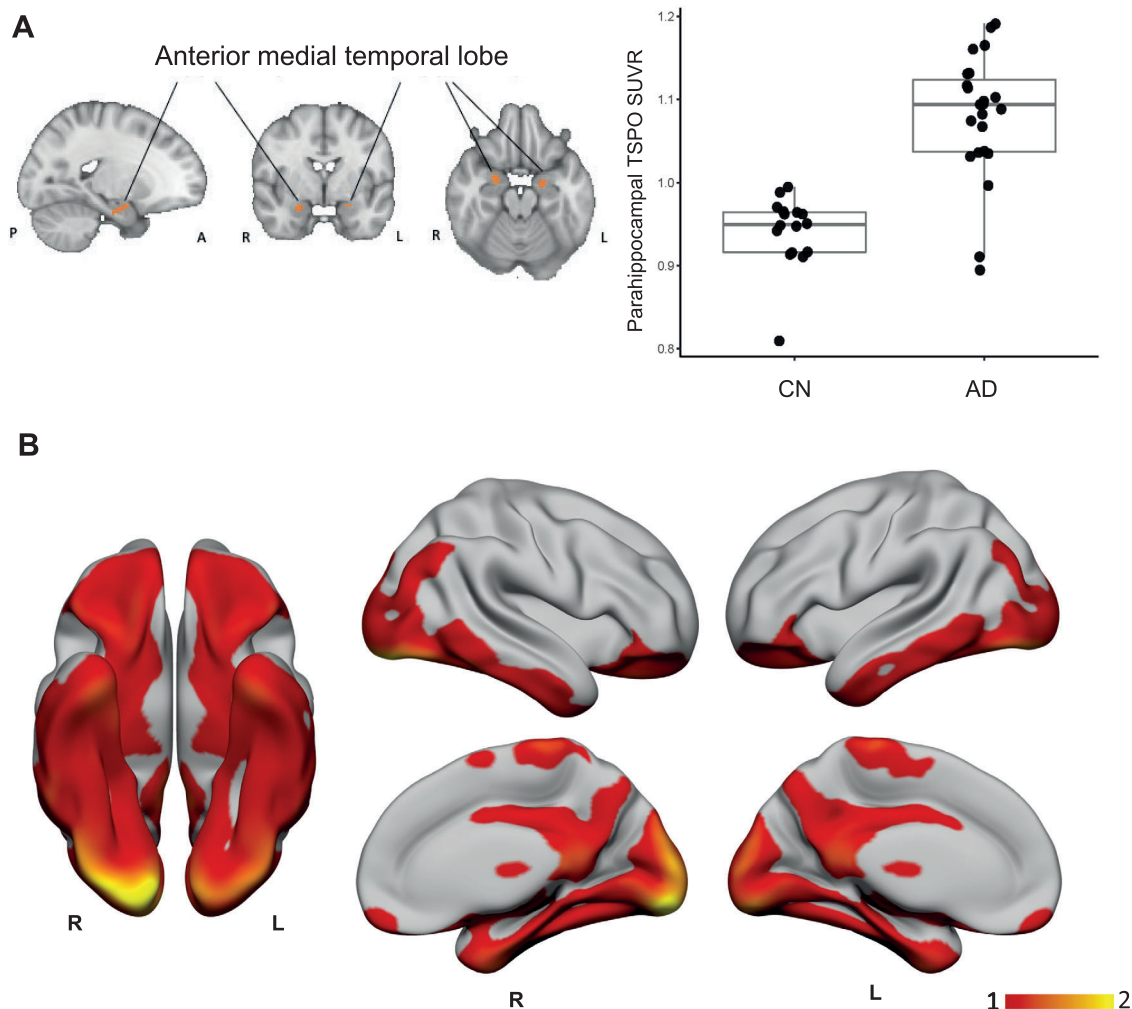 A
Anterior medial temporal lobe
P
A
R
L
R
L
Parahippocampal TSPO SUVR
1.2
1.1
1.0
0.9
0.8
CN
AD
B
R
L
R
L
1
2